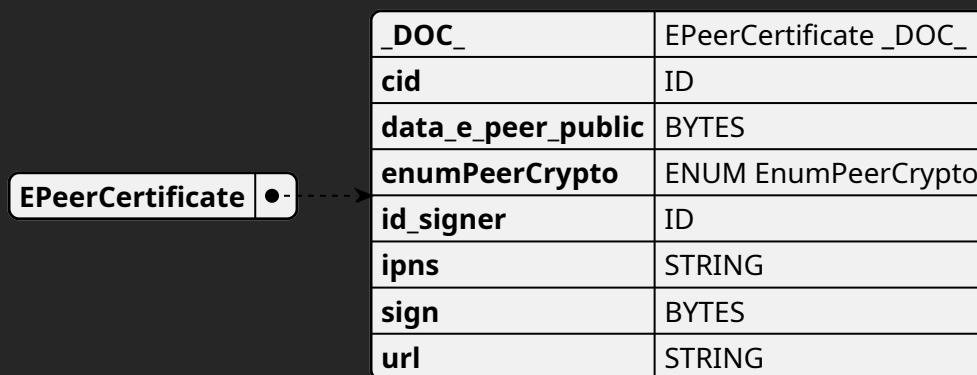 EPeerCertificate
_DOC_ EPeerCertificate _DOC_
cid ID
data_e_peer_public BYTES
enumPeerCrypto ENUM EnumPeerCrypto
id_signer ID
ipns STRING
sign BYTES
url STRING